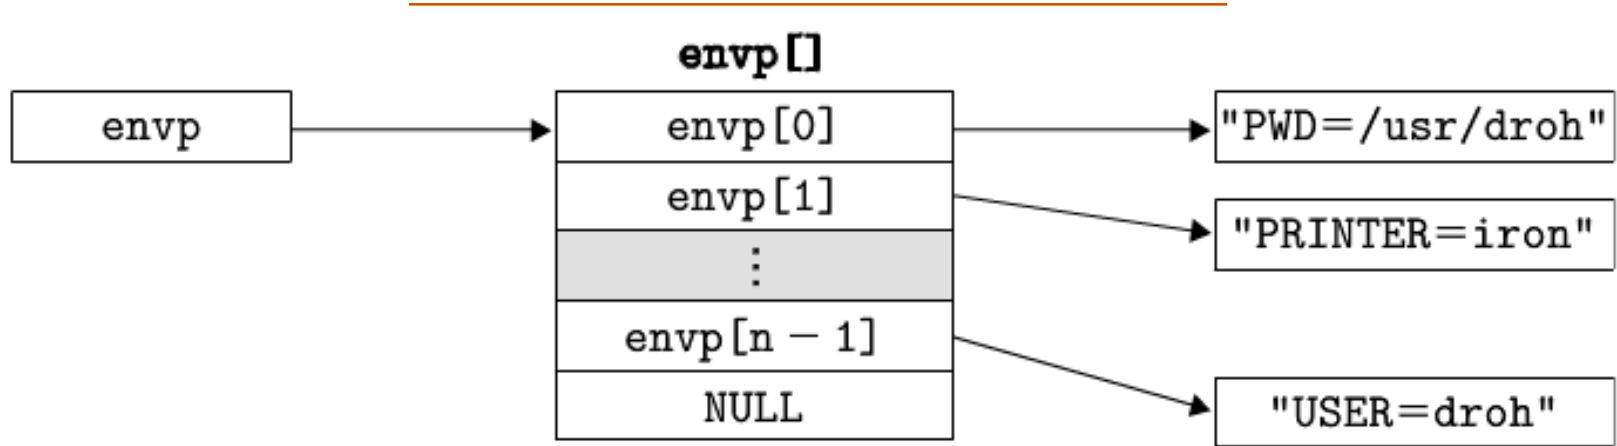 envp[]
envp
envp[0]
"PWD=/usr/droh"
envp[1]
"PRINTER=iron"
⋮
envp[n − 1]
NULL
"USER=droh"